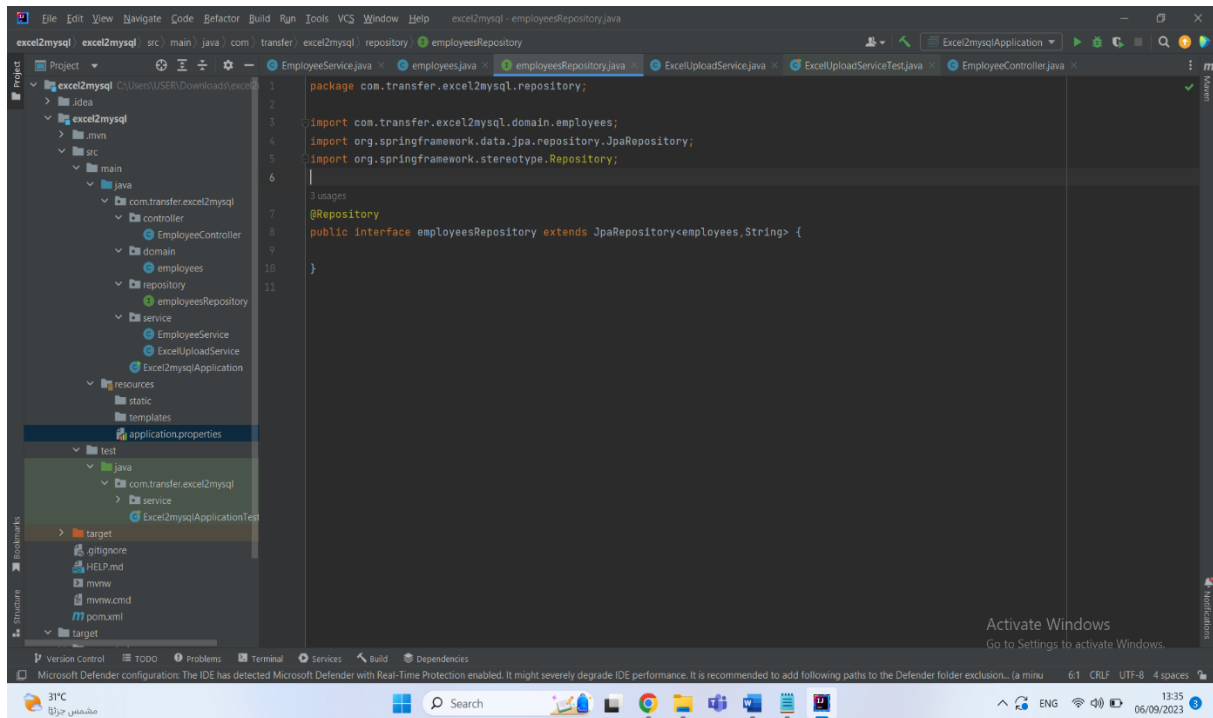 File Edit View Navigate Code Refactor Build Run Tools VCS Window Help excel2mysql - employeesRepository.java
excel2mysql excel2mysql src main java com transfer excel2mysql repository employeesRepository Excel2mysqlApplication
Project
EmployeeService.java employees.java employeesRepository.java ExcelUploadService.java ExcelUploadServiceTest.java EmployeeController.java
Project
excel2mysql C:\Users\USER\Downloads\excel2
.idea
excel2mysql
.mvn
src
main
java
com.transfer.excel2mysql
controller
EmployeeController
domain
employees
repository
employeesRepository
service
EmployeeService
ExcelUploadService
Excel2mysqlApplication
resources
static
templates
application.properties
test
java
com.transfer.excel2mysql
service
Excel2mysqlApplicationTest
target
.gitignore
HELP.md
mvnw
mvnw.cmd
pom.xml
target
Bookmarks
Structure
1 package com.transfer.excel2mysql.repository;
2
3 import com.transfer.excel2mysql.domain.employees;
4 import org.springframework.data.jpa.repository.JpaRepository;
5 import org.springframework.stereotype.Repository;
6
3 usages
7 @Repository
8 public interface employeesRepository extends JpaRepository<employees,String> {
9
10 }
11
Maven
Notifications
Activate Windows
Go to Settings to activate Windows.
Version Control TODO Problems Terminal Services Build Dependencies
Microsoft Defender configuration: The IDE has detected Microsoft Defender with Real-Time Protection enabled. It might severely degrade IDE performance. It is recommended to add following paths to the Defender folder exclusion... (a minu 6:1 CRLF UTF-8 4 spaces
31°C
مشمس جزئيًا
Search
ENG
13:35
06/09/2023
3